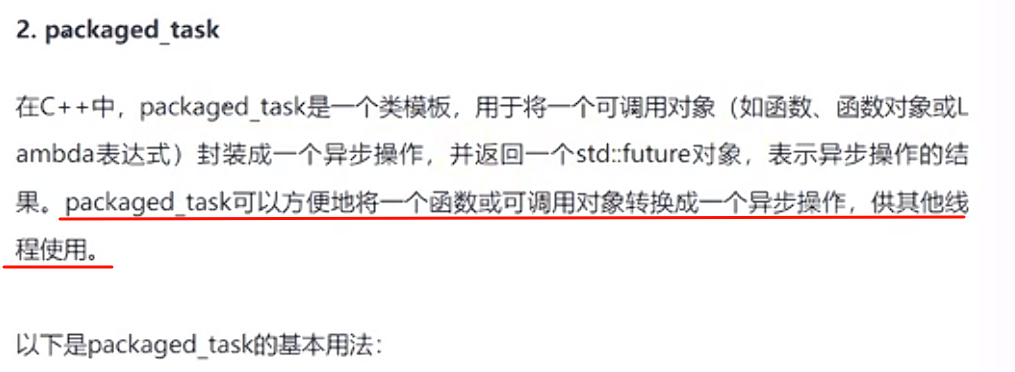 2. packaged_task
在C++中，packaged_task是一个类模板，用于将一个可调用对象（如函数、函数对象或L
ambda表达式）封装成一个异步操作，并返回一个std::future对象，表示异步操作的结
果。packaged_task可以方便地将一个函数或可调用对象转换成一个异步操作，供其他线
程使用。
以下是packaged_task的基本用法：